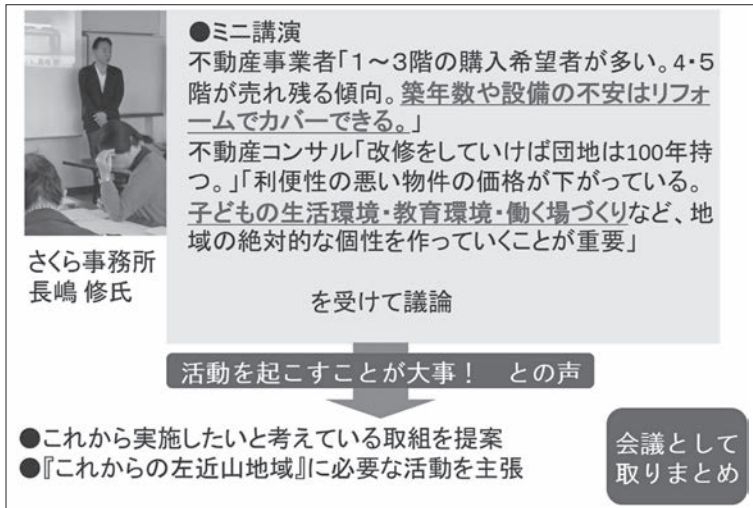 ●ミニ講演
不動産事業者「1～3階の購入希望者が多い。4・5
階が売れ残る傾向。築年数や設備の不安はリフォ
ームでカバーできる。」
不動産コンサル「改修をしていけば団地は100年持
つ。」「利便性の悪い物件の価格が下がっている。
子どもの生活環境・教育環境・働く場づくりなど、地
域の絶対的な個性を作っていくことが重要」
を受けて議論
さくら事務所
長嶋 修氏
活動を起こすことが大事！ との声
●これから実施したいと考えている取組を提案
●『これからの左近山地域』に必要な活動を主張
会議として
取りまとめ